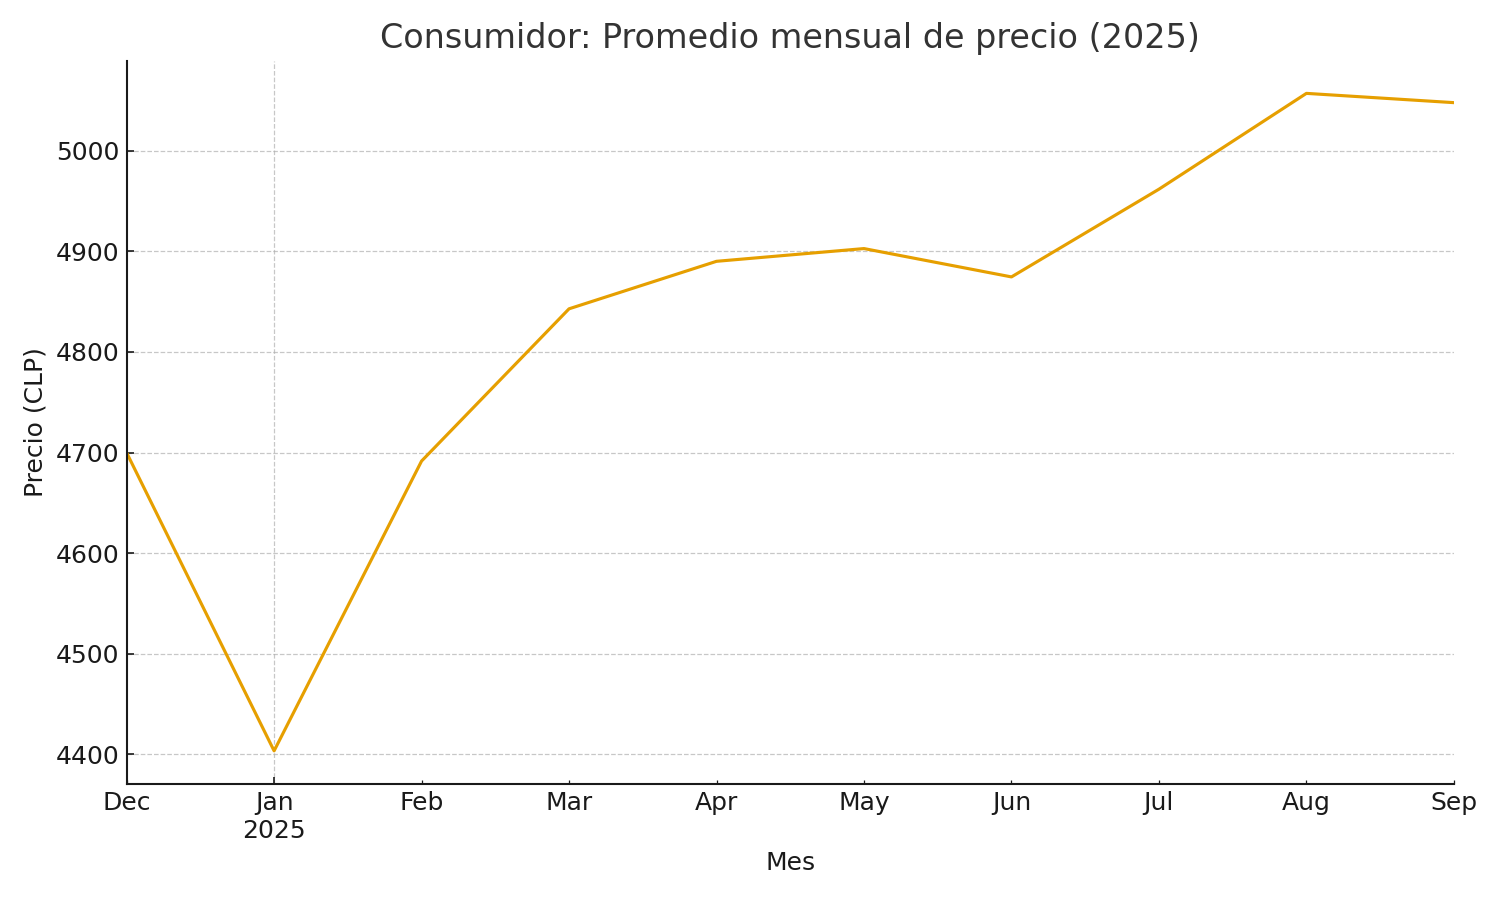 Consumidor: Promedio mensual de precio (2025)
Precio (CLP)
5000
4900
4800
4700
4600
4500
4400
Dec Jan Feb Mar Apr May Jun Jul Aug Sep
2025
Mes